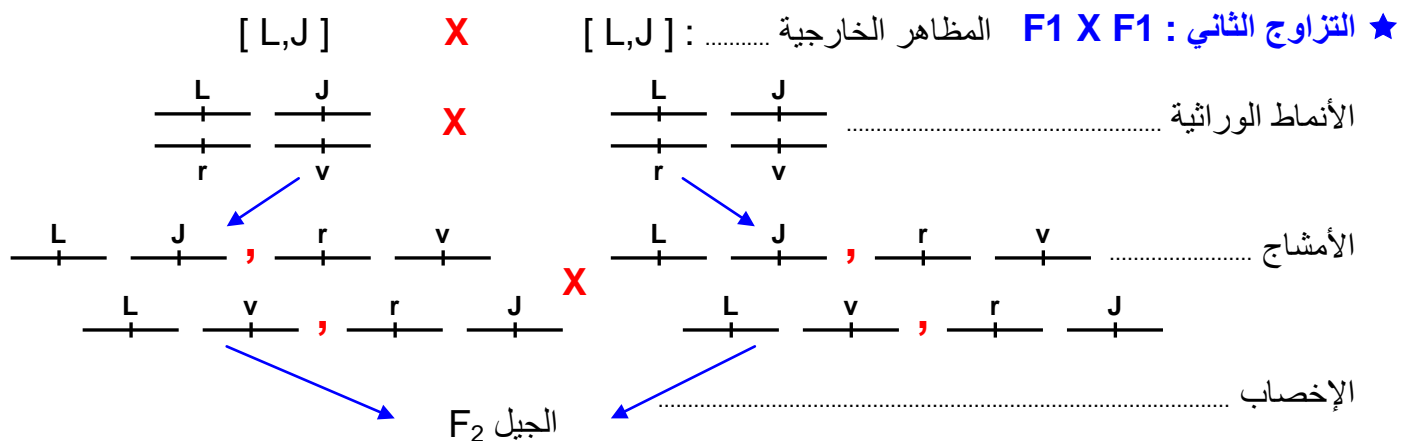 ★ التزاوج الثاني : F1 X F1 المظاهر الخارجية ........... : [ L,J ] X [ L,J ]
L J L J
الأنماط الوراثية ..................................................... X
r v r v
L J r v L J r v
الأمشاج ........................ , ,
X
L v r J L v r J
, ,
الإخصاب ................................................................................................
الجيل F₂